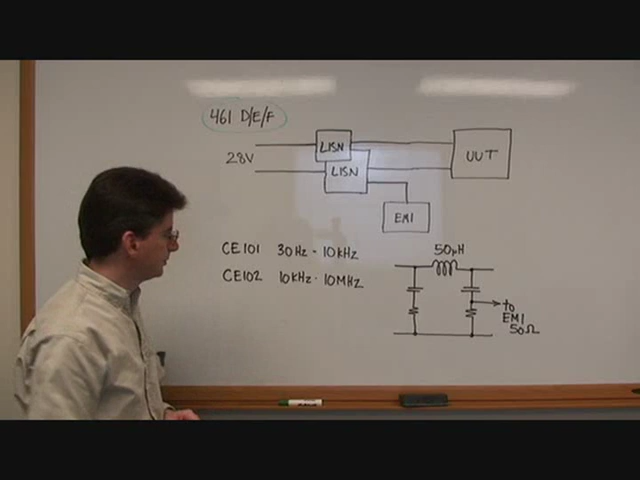 461 D/E/F
LISN
28V
LISN
UUT
EMI
CE101 30Hz - 10kHz
CE102 10kHz - 10MHz
50µH
to
EMI
50Ω